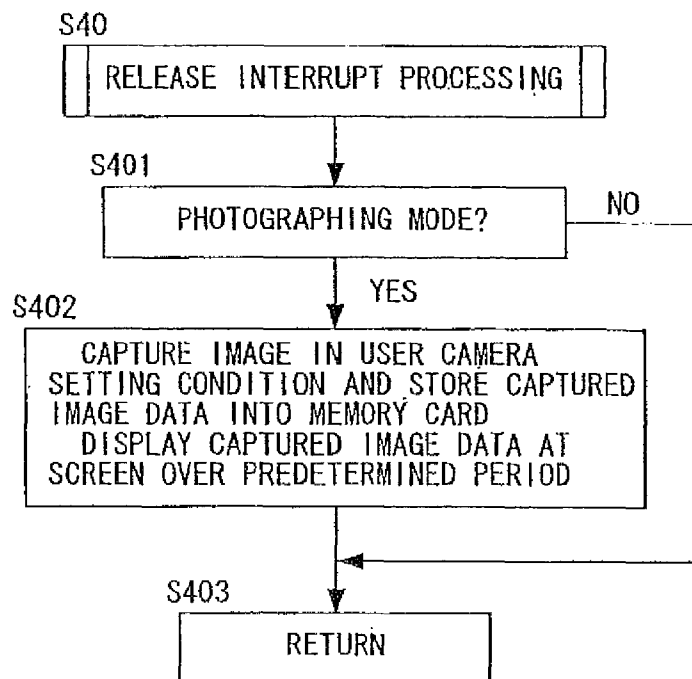 S40
RELEASE INTERRUPT PROCESSING
S401
PHOTOGRAPHING MODE?
NO
YES
S402
CAPTURE IMAGE IN USER CAMERA
SETTING CONDITION AND STORE CAPTURED
IMAGE DATA INTO MEMORY CARD
DISPLAY CAPTURED IMAGE DATA AT
SCREEN OVER PREDETERMINED PERIOD
S403
RETURN